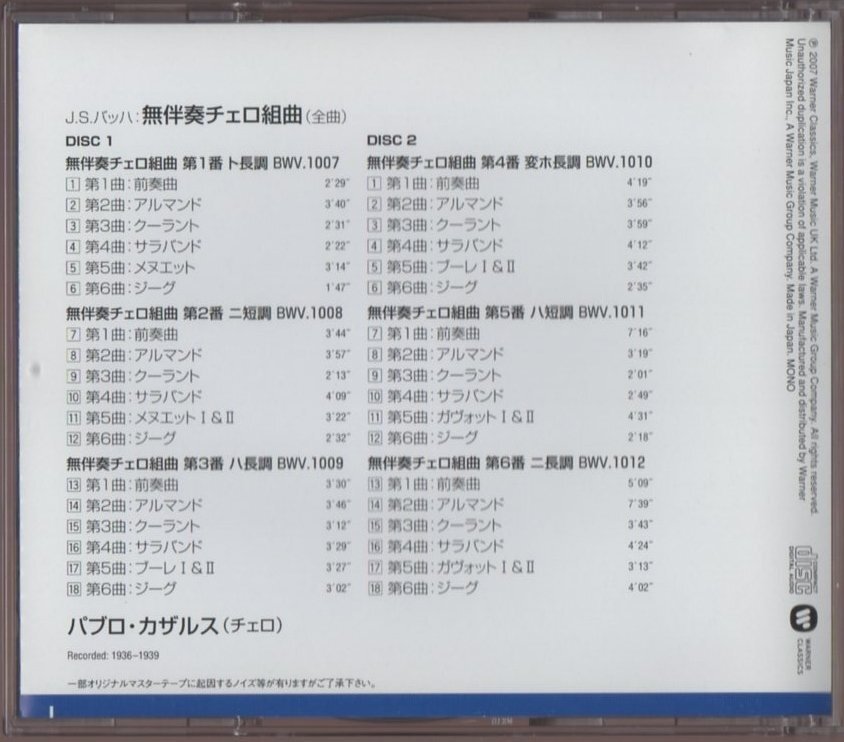 J.S.バッハ：無伴奏チェロ組曲（全曲）
DISC 1
無伴奏チェロ組曲 第1番 ト長調 BWV.1007
1 第1曲：前奏曲 2'29"
2 第2曲：アルマンド 3'40"
3 第3曲：クーラント 2'31"
4 第4曲：サラバンド 2'22"
5 第5曲：メヌエット 3'14"
6 第6曲：ジーグ 1'47"
無伴奏チェロ組曲 第2番 ニ短調 BWV.1008
7 第1曲：前奏曲 3'44"
8 第2曲：アルマンド 3'57"
9 第3曲：クーラント 2'13"
10 第4曲：サラバンド 4'09"
11 第5曲：メヌエットⅠ&Ⅱ 3'22"
12 第6曲：ジーグ 2'32"
無伴奏チェロ組曲 第3番 ハ長調 BWV.1009
13 第1曲：前奏曲 3'30"
14 第2曲：アルマンド 3'46"
15 第3曲：クーラント 3'12"
16 第4曲：サラバンド 3'29"
17 第5曲：ブーレⅠ&Ⅱ 3'27"
18 第6曲：ジーグ 3'02"
DISC 2
無伴奏チェロ組曲 第4番 変ホ長調 BWV.1010
1 第1曲：前奏曲 4'19"
2 第2曲：アルマンド 3'56"
3 第3曲：クーラント 3'59"
4 第4曲：サラバンド 4'12"
5 第5曲：ブーレⅠ&Ⅱ 3'42"
6 第6曲：ジーグ 2'35"
無伴奏チェロ組曲 第5番 ハ短調 BWV.1011
7 第1曲：前奏曲 7'16"
8 第2曲：アルマンド 3'19"
9 第3曲：クーラント 2'01"
10 第4曲：サラバンド 2'49"
11 第5曲：ガヴォットⅠ&Ⅱ 4'31"
12 第6曲：ジーグ 2'18"
無伴奏チェロ組曲 第6番 ニ長調 BWV.1012
13 第1曲：前奏曲 5'09"
14 第2曲：アルマンド 7'39"
15 第3曲：クーラント 3'43"
16 第4曲：サラバンド 4'24"
17 第5曲：ガヴォットⅠ&Ⅱ 3'13"
18 第6曲：ジーグ 4'02"
パブロ・カザルス（チェロ）
Recorded: 1936–1939
一部オリジナルマスターテープに起因するノイズ等が有りますがご了承下さい。
℗ 2007 Warner Classics, Warner Music UK Ltd. A Warner Music Group Company. All rights reserved.
Unauthorized duplication is a violation of applicable laws. Manufactured and distributed by Warner
Music Japan Inc., A Warner Music Group Company. Made in Japan. MONO
COMPACT
disc
DIGITAL AUDIO
WARNER
CLASSICS